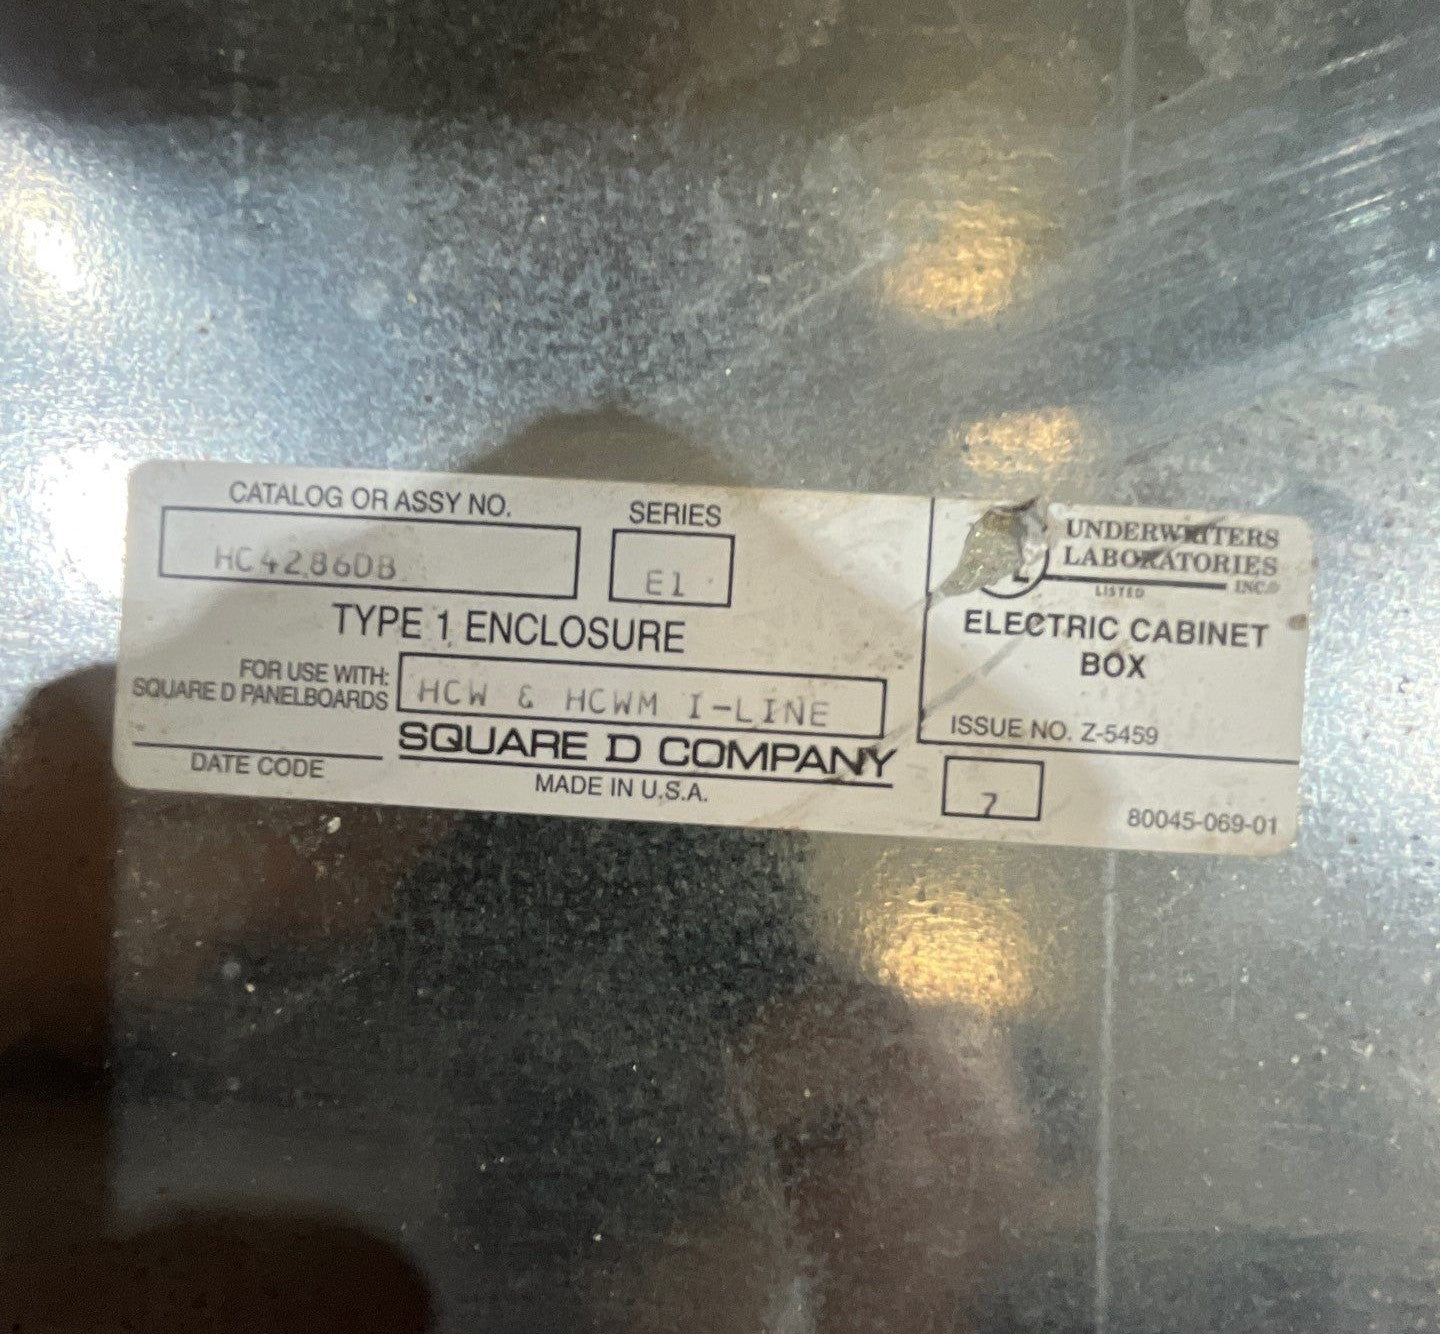 CATALOG OR ASSY NO.
HC4286DB
SERIES
E1
TYPE 1 ENCLOSURE
FOR USE WITH:
SQUARE D PANELBOARDS
HCW & HCWM I-LINE
SQUARE D COMPANY
MADE IN U.S.A.
DATE CODE
UNDERWRITERS
LABORATORIES
INC.®
LISTED
ELECTRIC CABINET
BOX
ISSUE NO. Z-5459
7
80045-069-01